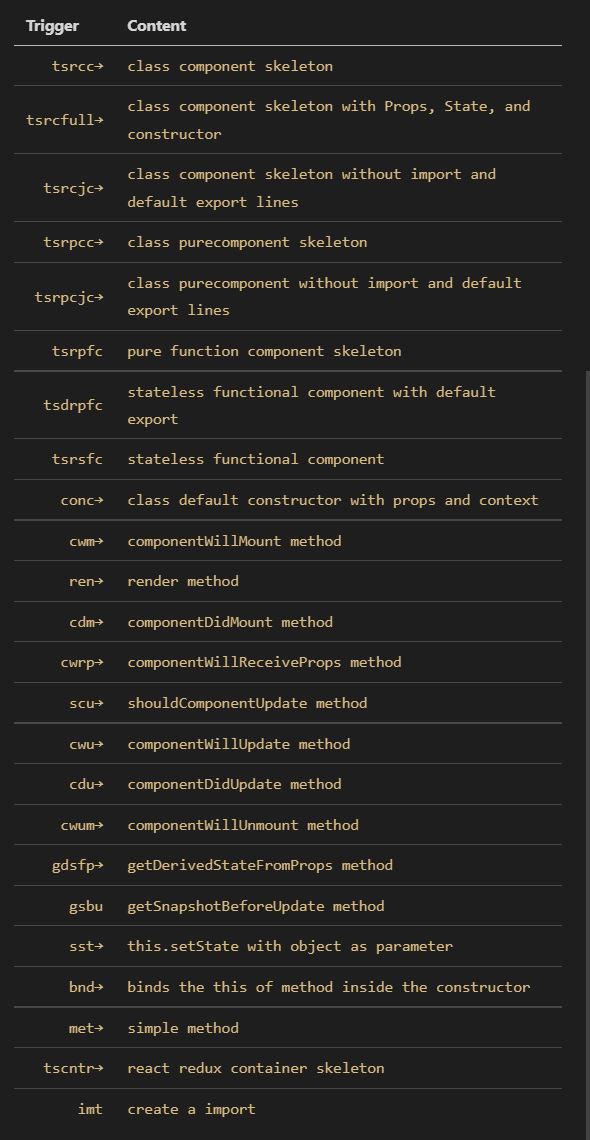 Trigger Content
tsrcc→ class component skeleton
class component skeleton with Props, State, and
tsrcfull→
constructor
class component skeleton without import and
tsrcjc→
default export lines
tsrpcc→ class purecomponent skeleton
class purecomponent without import and default
tsrpcjc→
export lines
tsrpfc pure function component skeleton
stateless functional component with default
tsdrpfc
export
tsrsfc stateless functional component
conc→ class default constructor with props and context
cwm→ componentWillMount method
ren→ render method
cdm→ componentDidMount method
cwrp→ componentWillReceiveProps method
scu→ shouldComponentUpdate method
cwu→ componentWillUpdate method
cdu→ componentDidUpdate method
cwum→ componentWillUnmount method
gdsfp→ getDerivedStateFromProps method
gsbu getSnapshotBeforeUpdate method
sst→ this.setState with object as parameter
bnd→ binds the this of method inside the constructor
met→ simple method
tscntr→ react redux container skeleton
imt create a import